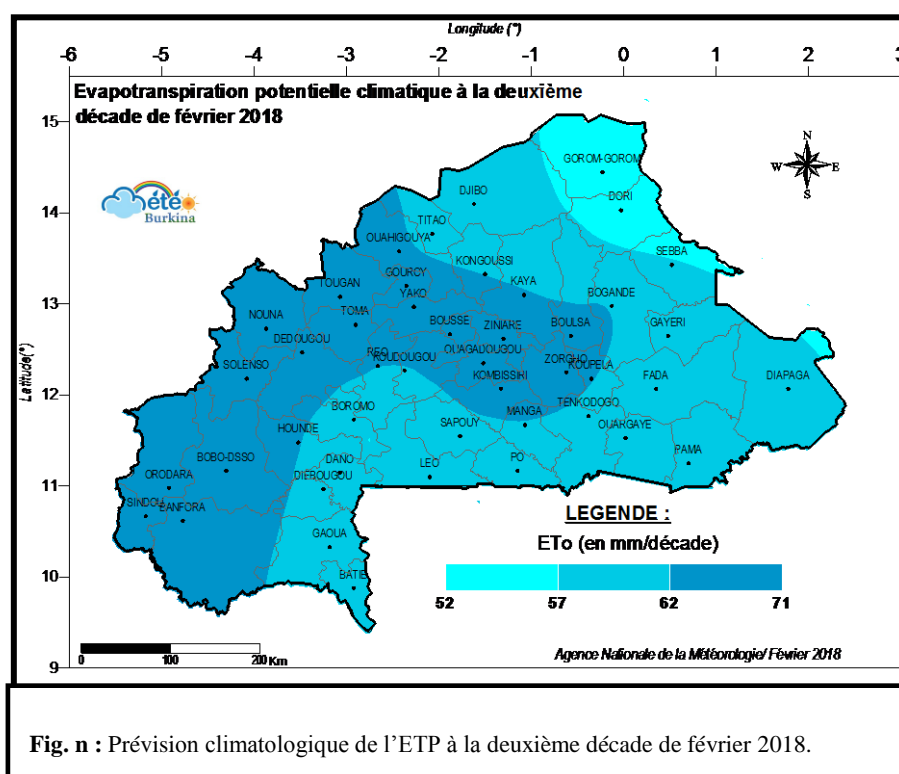 Longitude (°)
-6 -5 -4 -3 -2 -1 0 1 2 3
Evapotranspiration potentielle climatique à la deuxième
décade de février 2018
15
14
13
12
11
10
9
Latitude(°)
N
W E
S
été
Burkina
GOROM-GOROM
DJIBO
DORI
TITAO
OUAHIGOUYA
SEBBA
KONGOUSSI
GOURCY
KAYA
TOUGAN
YAKO
BOGANDE
NOUNA
TOMA
BOUSSE
ZINIARE
BOULSA
GAYERI
DEDOUGOU
REO
OUAGADOUGOU
SOLENSO
KOUDOUGOU
ZORGHO
KOUPELA
KOMBISSIRI
FADA
DIAPAGA
BOROMO
MANGA
TENKODOGO
HOUNDE
SAPOUY
OUARGAYE
BOBO-DSSO
DANO
LEO
PO
PAMA
ORODARA
DIEBOUGOU
SINDOU
BANFORA
GAOUA
BATIE
LEGENDE :
ETo (en mm/décade)
52 57 62 71
0 100 200 Km
Agence Nationale de la Météorologie/ Février 2018
Fig. n : Prévision climatologique de l’ETP à la deuxième décade de février 2018.